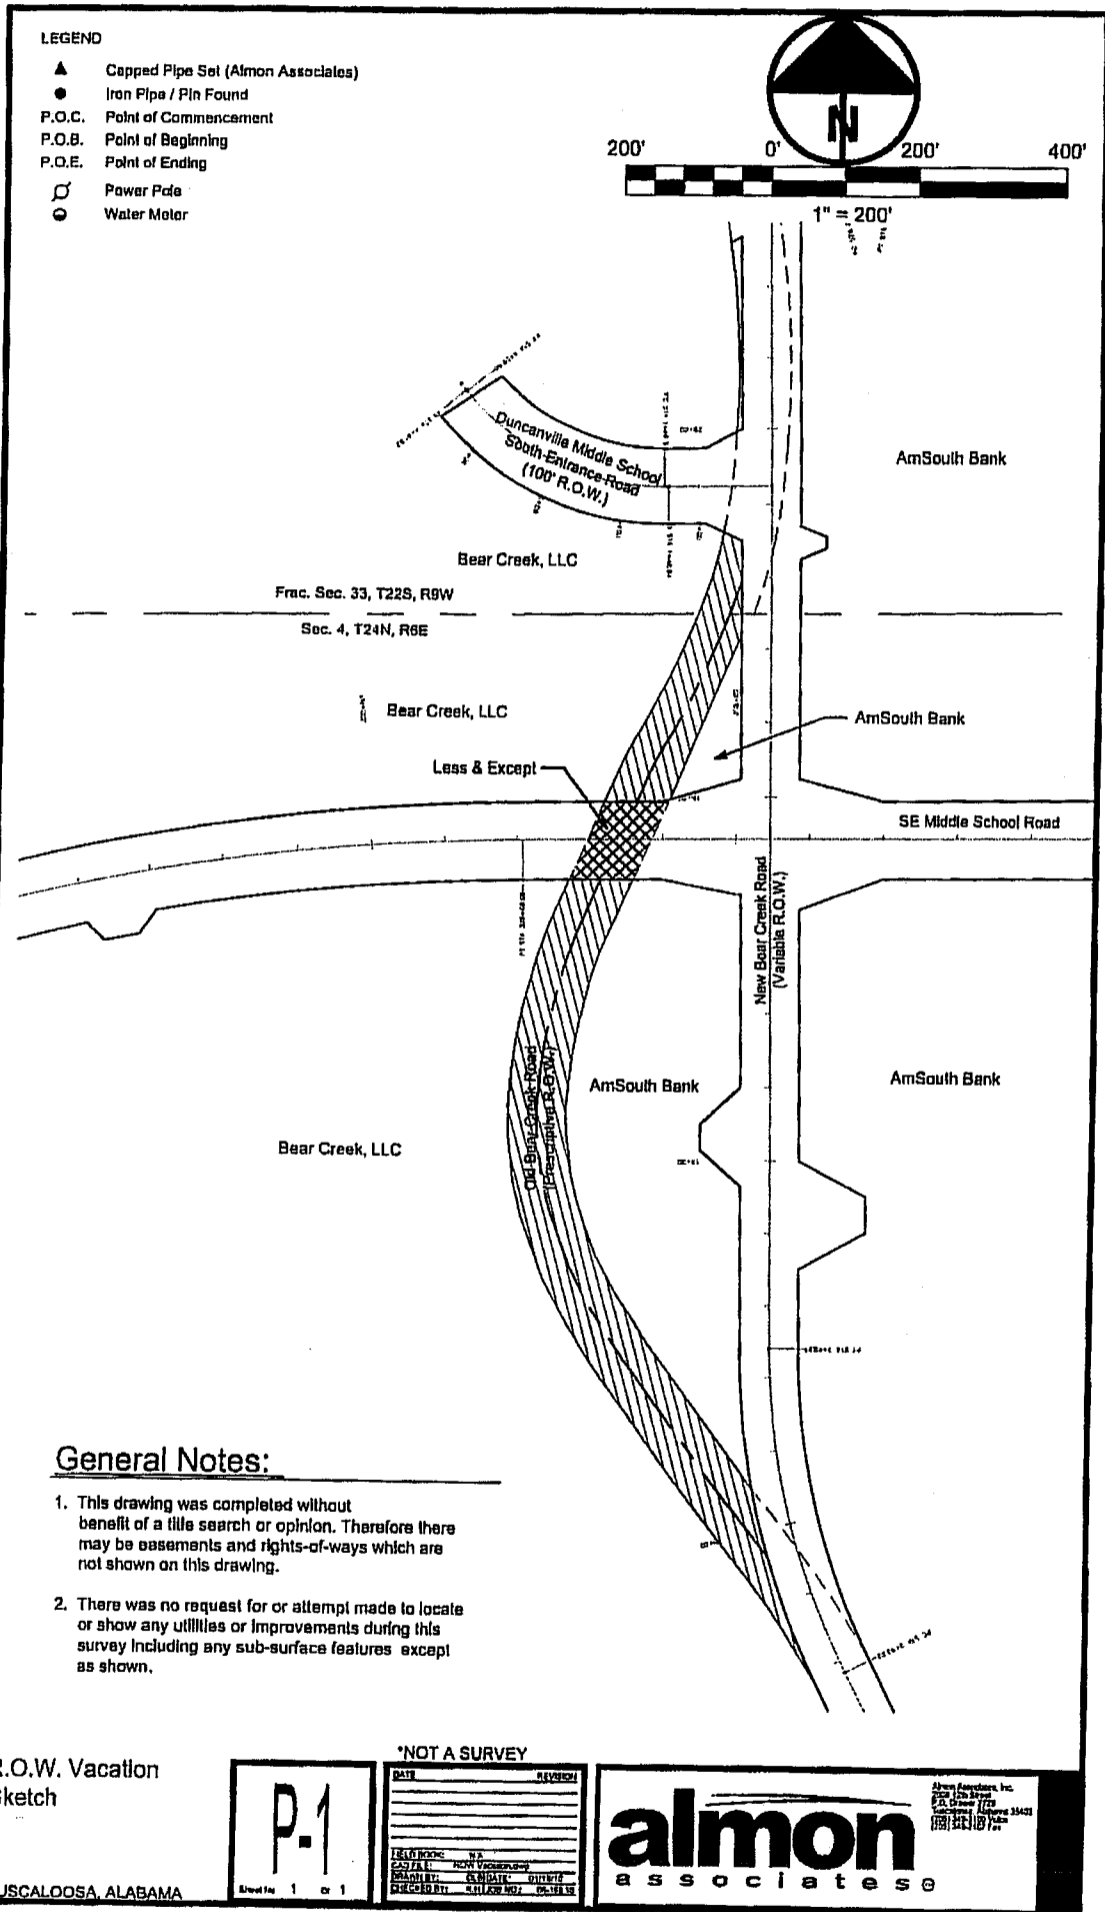 LEGEND
Capped Pipe Set (Almon Associates)
Iron Pipe / Pin Found
P.O.C. Point of Commencement
P.O.B. Point of Beginning
P.O.E. Point of Ending
Power Pole
Water Meter
N
200' 0' 200' 400'
1" = 200'
Duncanville Middle School
South Entrance Road
(100' R.O.W.)
AmSouth Bank
Bear Creek, LLC
Frac. Sec. 33, T22S, R9W
Sec. 4, T24N, R6E
Bear Creek, LLC
AmSouth Bank
Less & Except
SE Middle School Road
New Bear Creek Road
(Variable R.O.W.)
Old Bear Creek Road
(Prescriptive R.O.W.)
AmSouth Bank
AmSouth Bank
Bear Creek, LLC
General Notes:
1. This drawing was completed without
benefit of a title search or opinion. Therefore there
may be easements and rights-of-ways which are
not shown on this drawing.
2. There was no request for or attempt made to locate
or show any utilities or improvements during this
survey including any sub-surface features except
as shown.
.O.W. Vacation
ketch
USCALOOSA, ALABAMA
P-1
1 of 1
*NOT A SURVEY
DATE REVISION
almon
associates
Almon Associates, Inc.